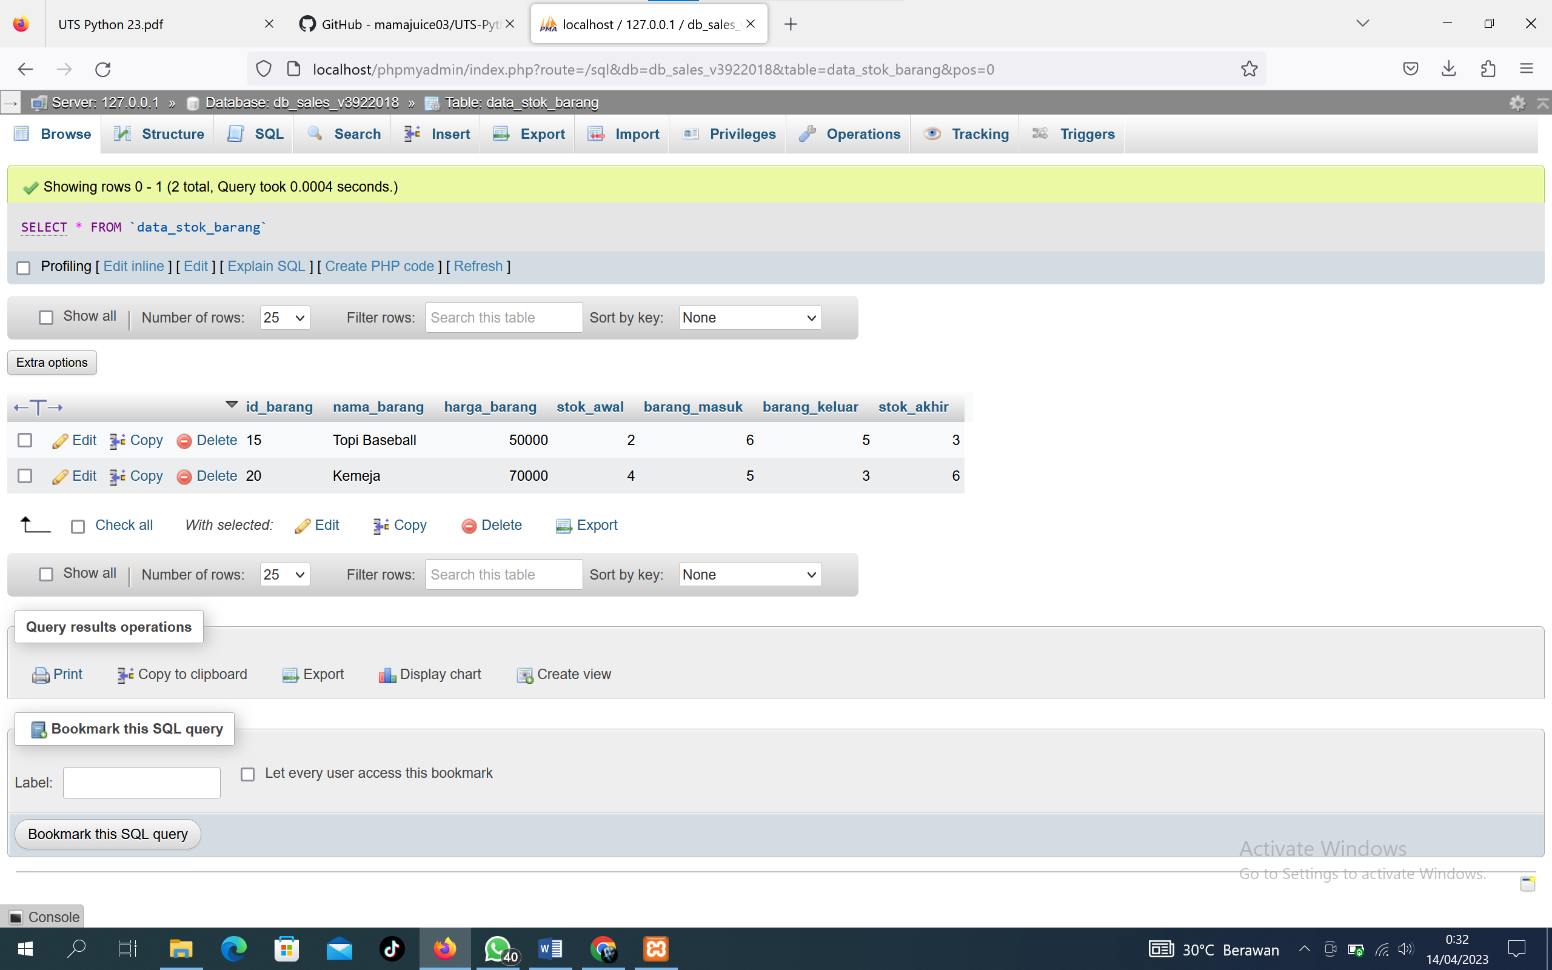 UTS Python 23.pdf
GitHub - mamajuice03/UTS-Pyt
localhost / 127.0.0.1 / db_sales_
localhost/phpmyadmin/index.php?route=/sql&db=db_sales_v3922018&table=data_stok_barang&pos=0
Server: 127.0.0.1 » Database: db_sales_v3922018 » Table: data_stok_barang
Browse Structure SQL Search Insert Export Import Privileges Operations Tracking Triggers
Showing rows 0 - 1 (2 total, Query took 0.0004 seconds.)
SELECT * FROM `data_stok_barang`
Profiling [ Edit inline ] [ Edit ] [ Explain SQL ] [ Create PHP code ] [ Refresh ]
Show all | Number of rows: 25 Filter rows: Search this table Sort by key: None
Extra options
←T→ id_barang nama_barang harga_barang stok_awal barang_masuk barang_keluar stok_akhir
Edit Copy Delete 15 Topi Baseball 50000 2 6 5 3
Edit Copy Delete 20 Kemeja 70000 4 5 3 6
Check all With selected: Edit Copy Delete Export
Show all | Number of rows: 25 Filter rows: Search this table Sort by key: None
Query results operations
Print Copy to clipboard Export Display chart Create view
Bookmark this SQL query
Label: Let every user access this bookmark
Bookmark this SQL query
Activate Windows
Go to Settings to activate Windows.
Console
40
30°C Berawan
0:32
14/04/2023